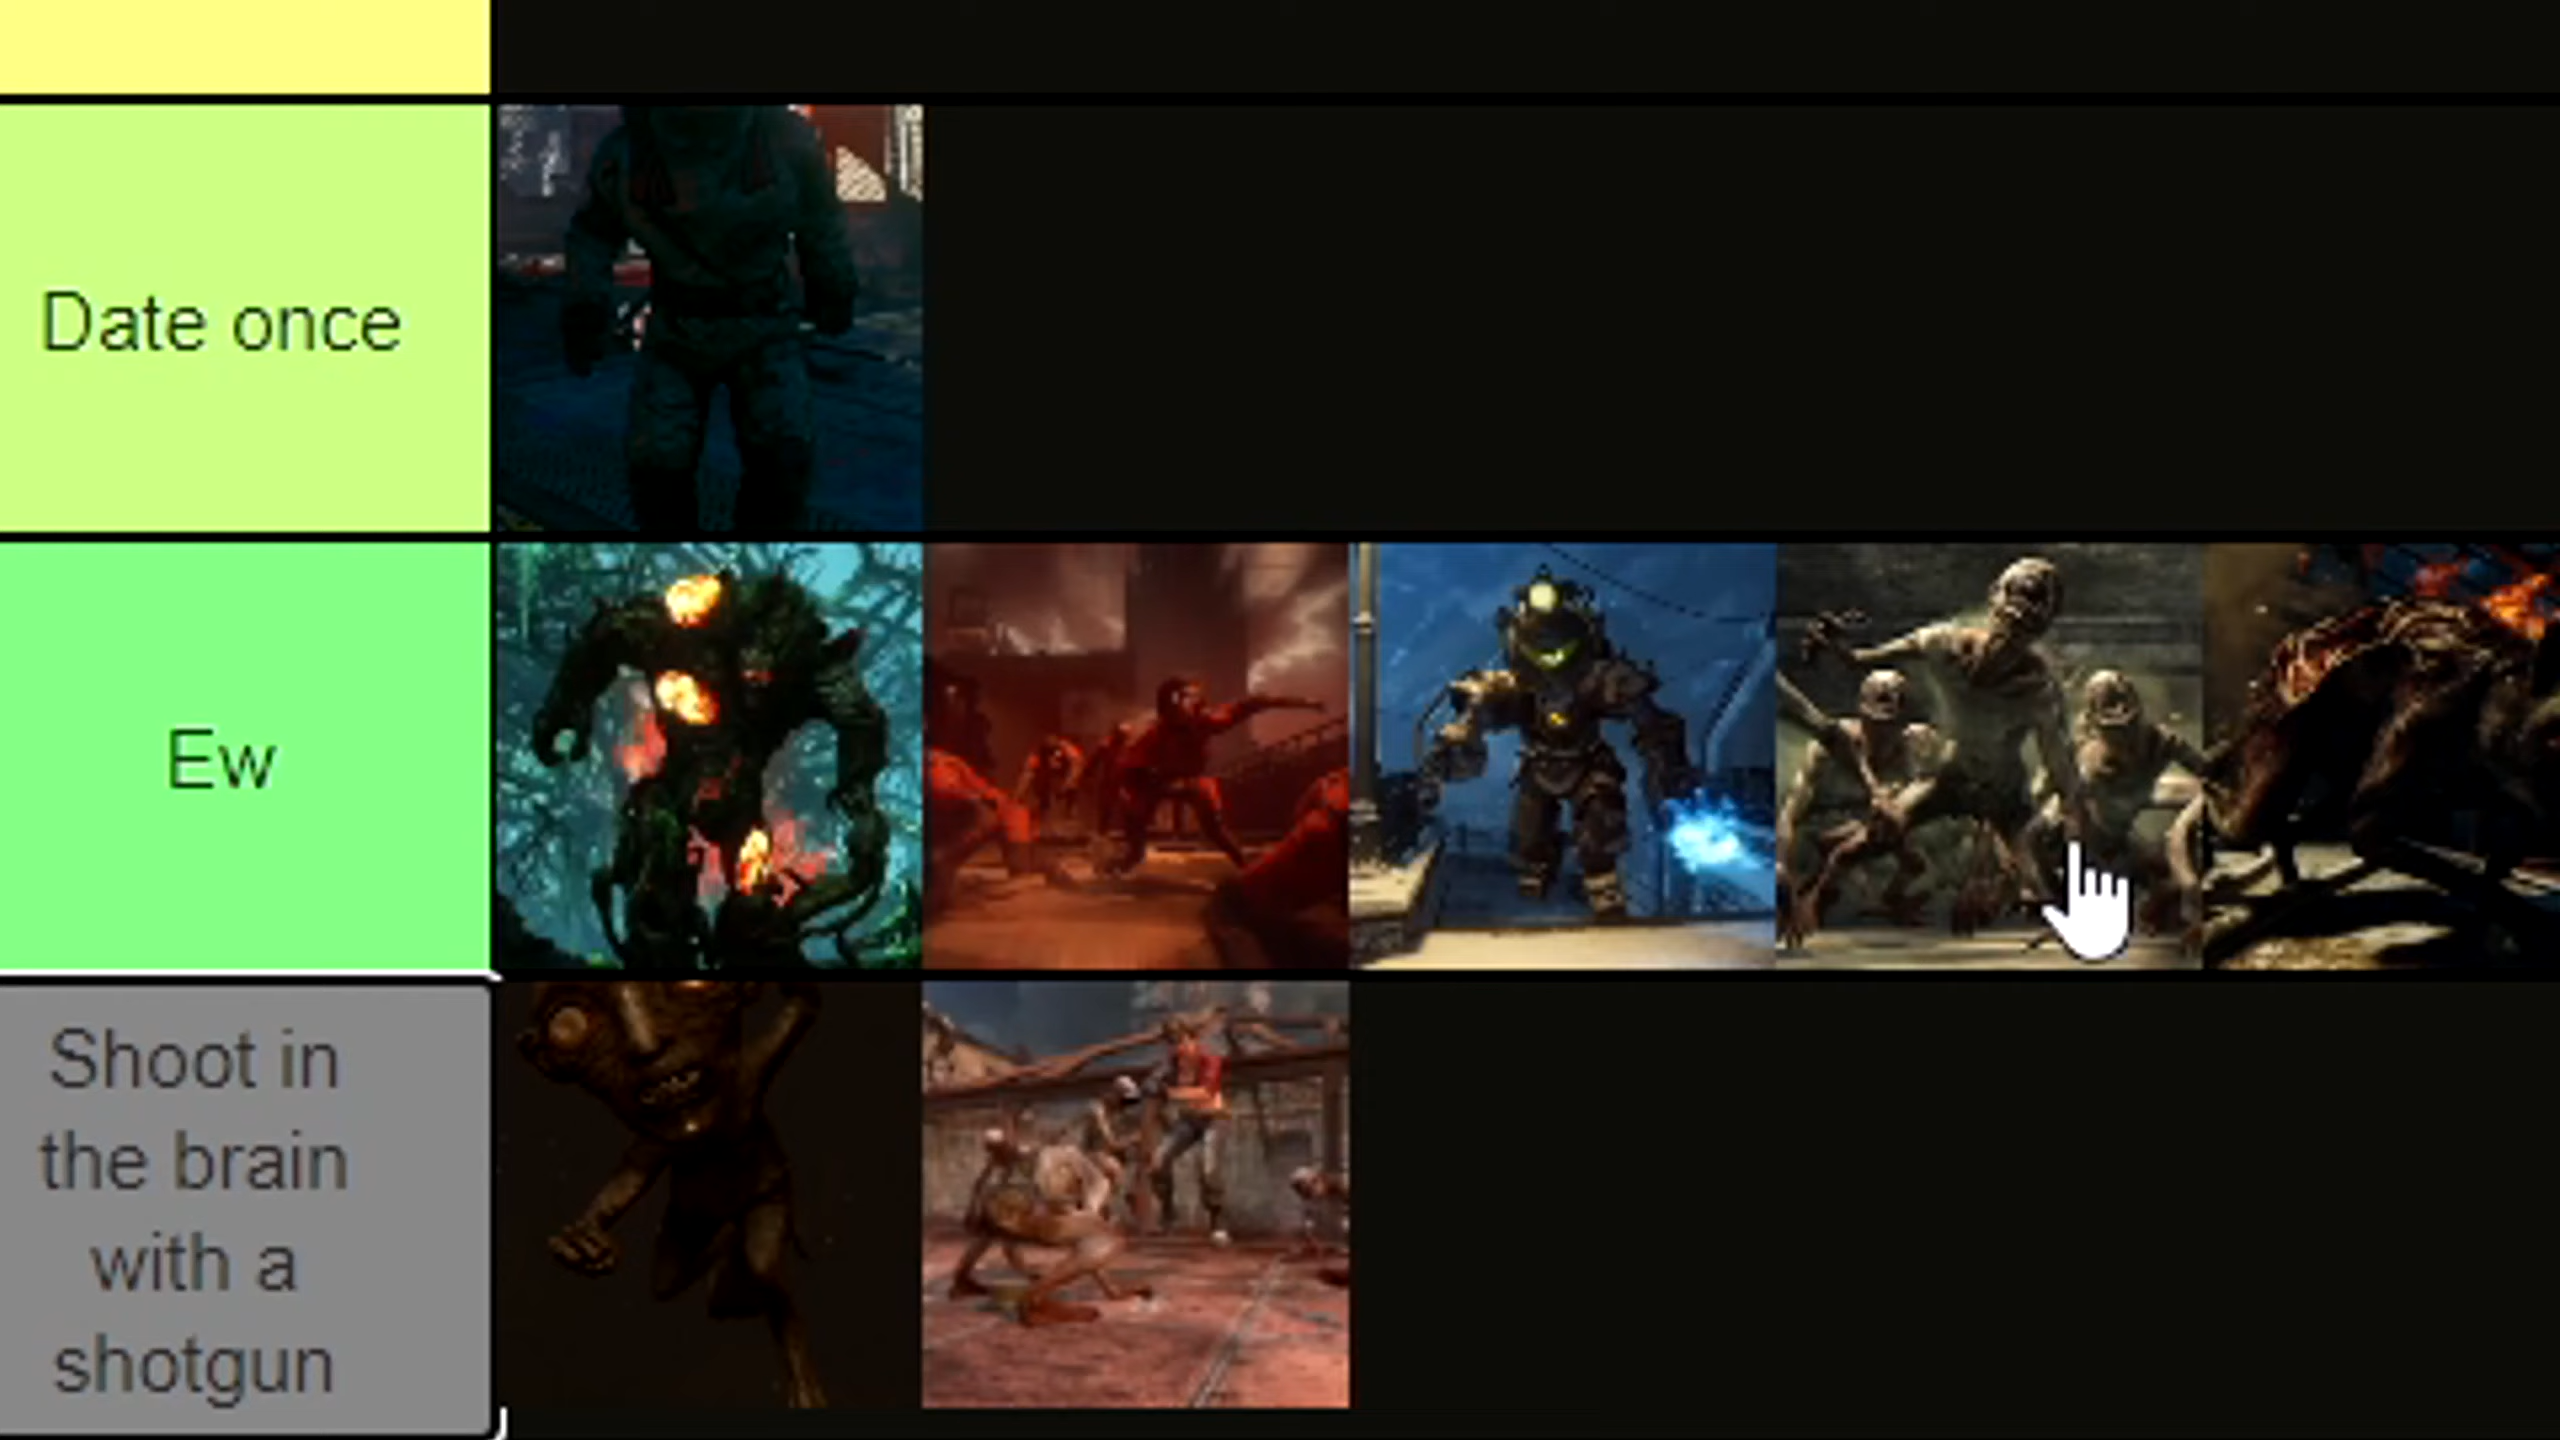 Date once
Ew
Shoot in
the brain
with a
shotgun